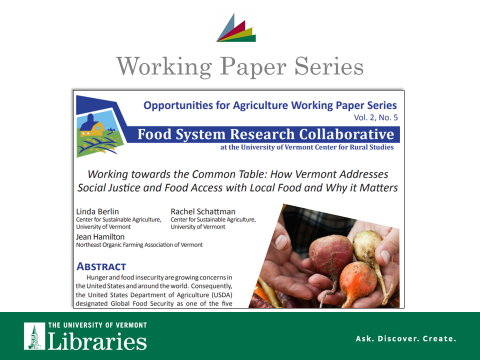 Working Paper Series
Opportunities for Agriculture Working Paper Series
Vol. 2, No. 5
Food System Research Collaborative
at the University of Vermont Center for Rural Studies
Working towards the Common Table: How Vermont Addresses
Social Justice and Food Access with Local Food and Why it Matters
Linda Berlin
Center for Sustainable Agriculture,
University of Vermont
Rachel Schattman
Center for Sustainable Agriculture,
University of Vermont
Jean Hamilton
Northeast Organic Farming Association of Vermont
ABSTRACT
Hunger and food insecurity are growing concerns in
the United States and around the world. Consequently,
the United States Department of Agriculture (USDA)
designated Global Food Security as one of the five
THE UNIVERSITY OF VERMONT
Libraries
Ask. Discover. Create.